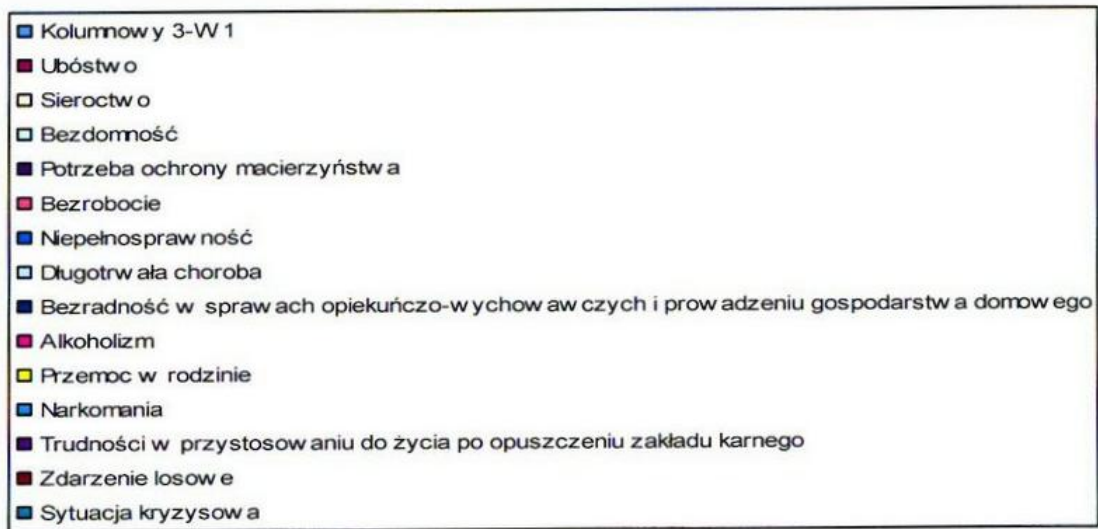 Kolumnowy 3-W 1
Ubóstwo
Sieroctwo
Bezdomność
Potrzeba ochrony macierzyństwa
Bezrobocie
Niepełnosprawność
Długotrwała choroba
Bezradność w sprawach opiekuńczo-wychowawczych i prowadzeniu gospodarstwa domowego
Alkoholizm
Przemoc w rodzinie
Narkomania
Trudności w przystosowaniu do życia po opuszczeniu zakładu karnego
Zdarzenie losowe
Sytuacja kryzysowa